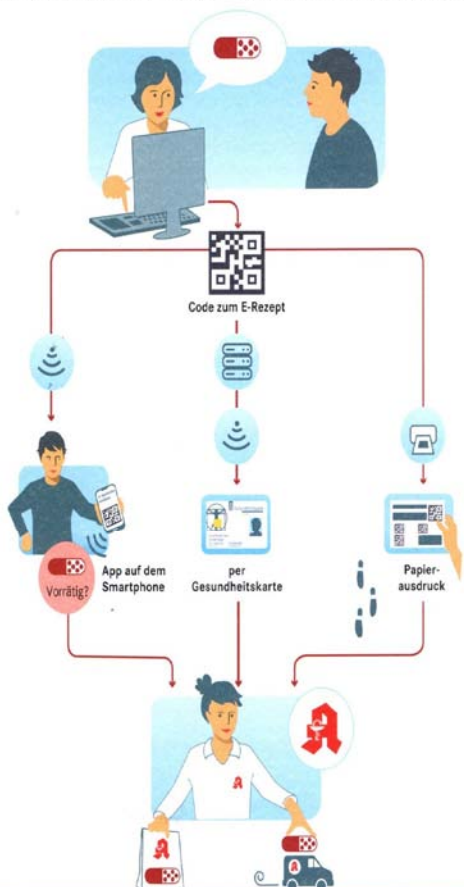 Code zum E-Rezept
Vorrätig?
App auf dem
Smartphone
per
Gesundheitskarte
Papier-
ausdruck
A
A
A
A